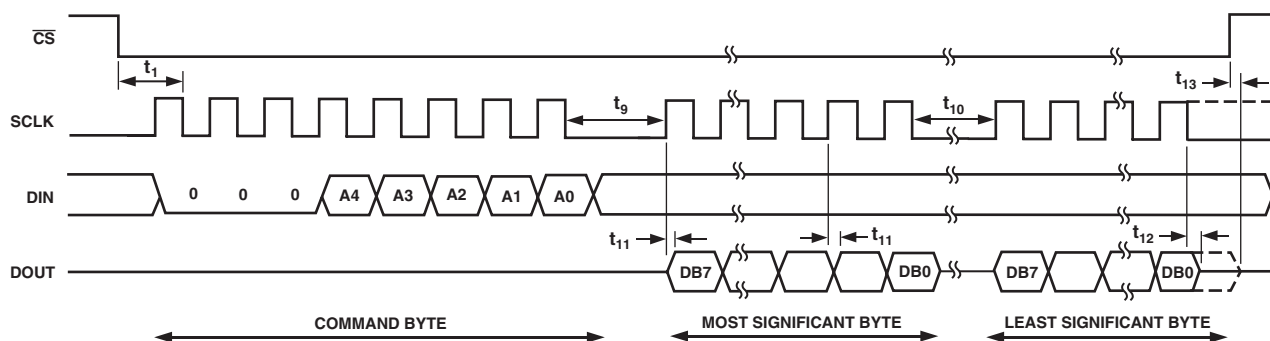 CS
t1
t13
SCLK
t9
t10
DIN
0 0 0 A4 A3 A2 A1 A0
t11
t11
t12
DOUT
DB7 DB0 DB7 DB0
COMMAND BYTE
MOST SIGNIFICANT BYTE
LEAST SIGNIFICANT BYTE